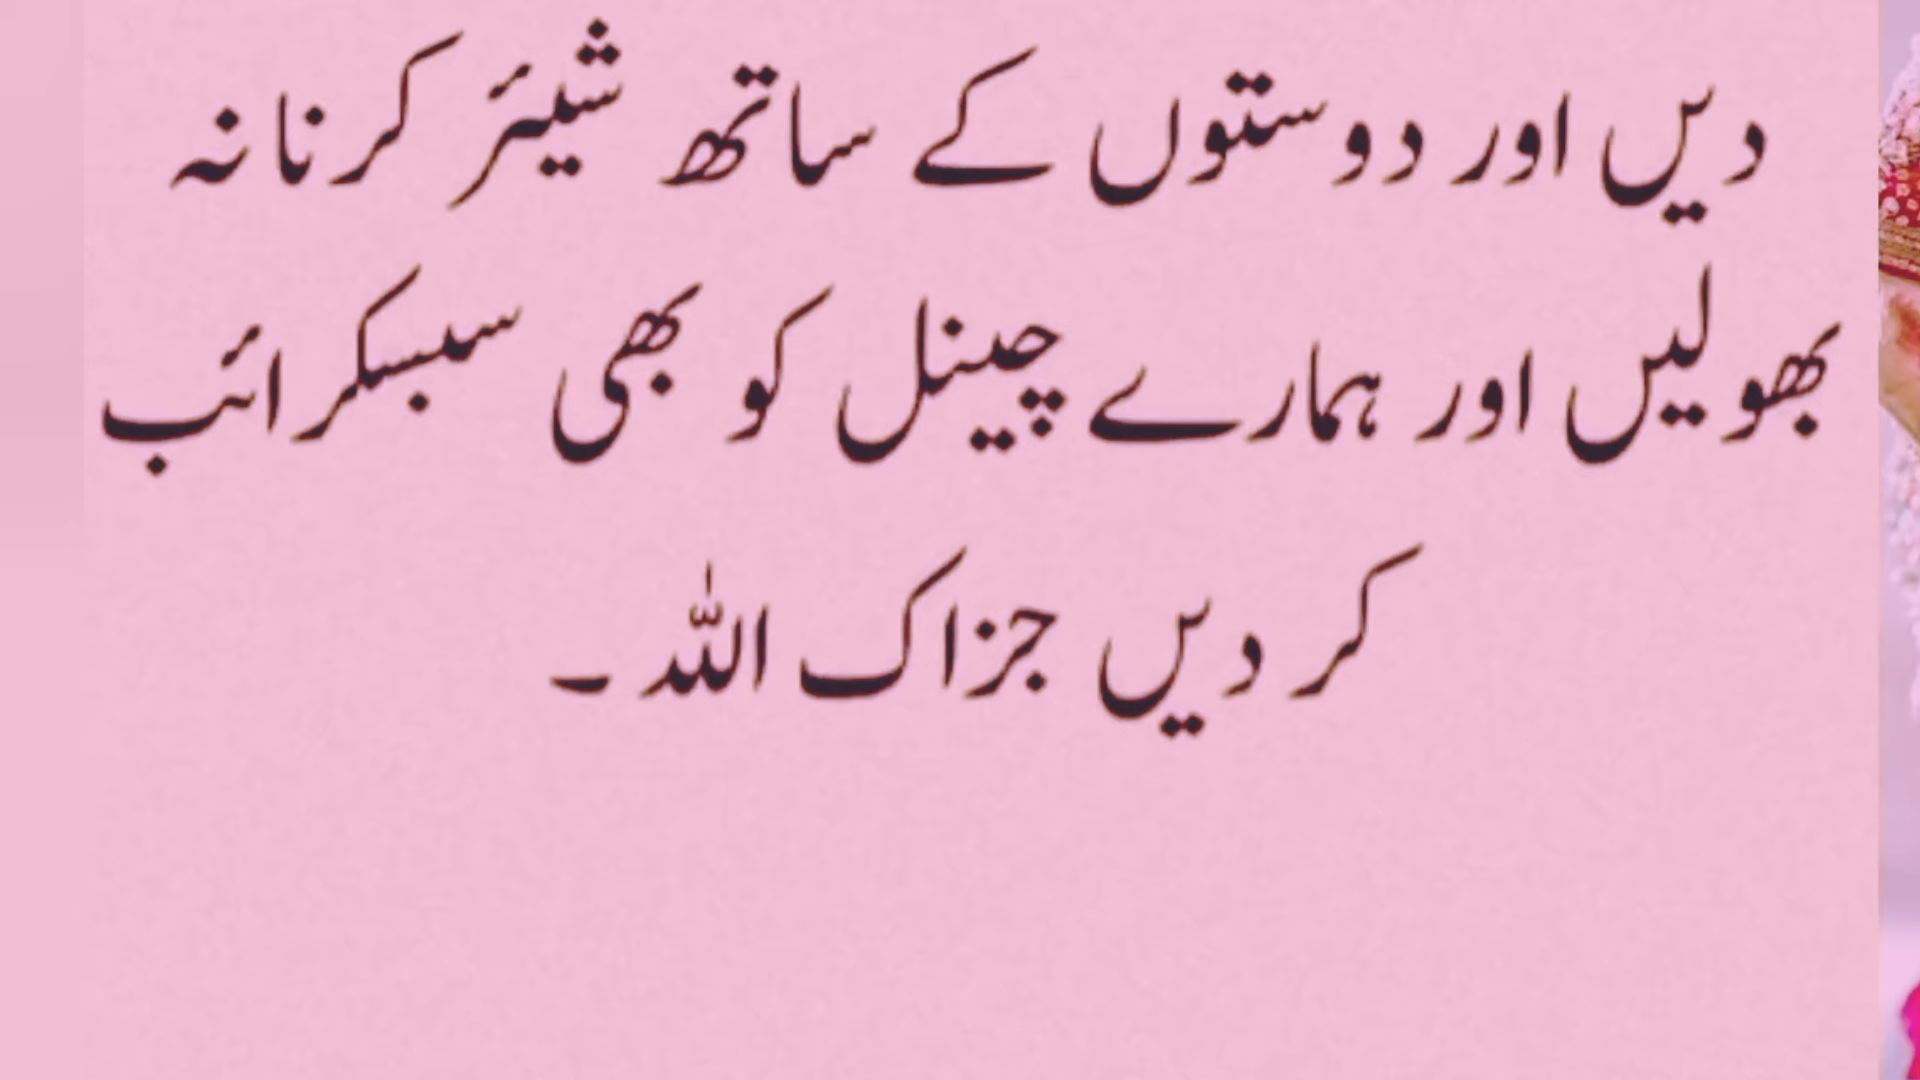 دیں اور دوستوں کے ساتھ شیئر کرنا نہ
بھولیں اور ہمارے چینل کو بھی سبسکرائب
کر دیں جزاک اللہ ۔